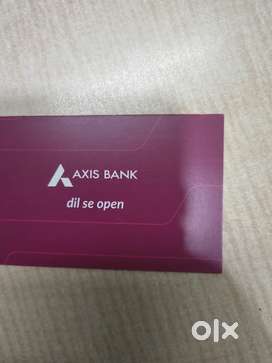 AXIS BANK
dil se open
olx